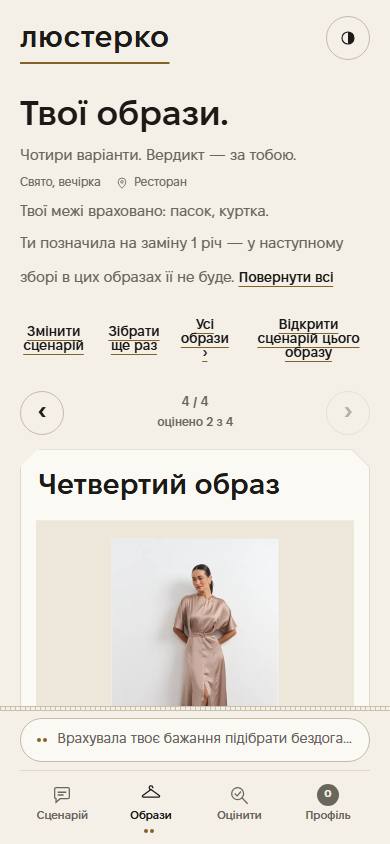 люстерко
Твої образи.
Чотири варіанти. Вердикт — за тобою.
Свято, вечірка Ресторан
Твої межі враховано: пасок, куртка.
Ти позначила на заміну 1 річ — у наступному
зборі в цих образах її не буде. Повернути всі
Змінити
сценарій
Зібрати
ще раз
Усі
образи
›
Відкрити
сценарій цього
образу
4 / 4
оцінено 2 з 4
Четвертий образ
Врахувала твоє бажання підібрати бездога...
Сценарій
Образи
Оцінити
О
Профіль